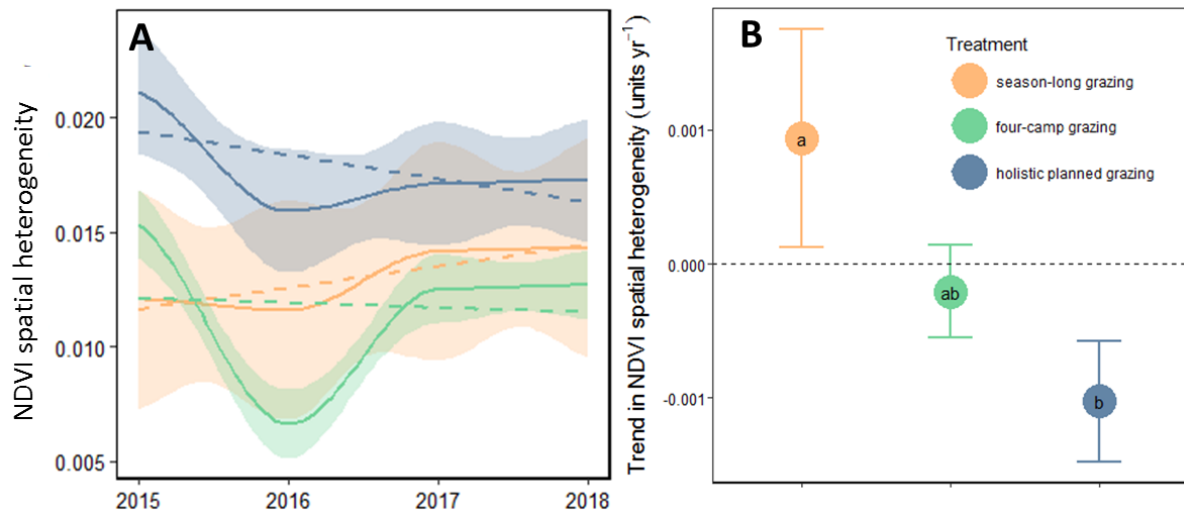 A
NDVI spatial heterogeneity
0.020
0.015
0.010
0.005
2015 2016 2017 2018
B
Trend in NDVI spatial heterogeneity (units yr⁻¹)
0.001
0.000
-0.001
Treatment
season-long grazing
four-camp grazing
holistic planned grazing
a
ab
b